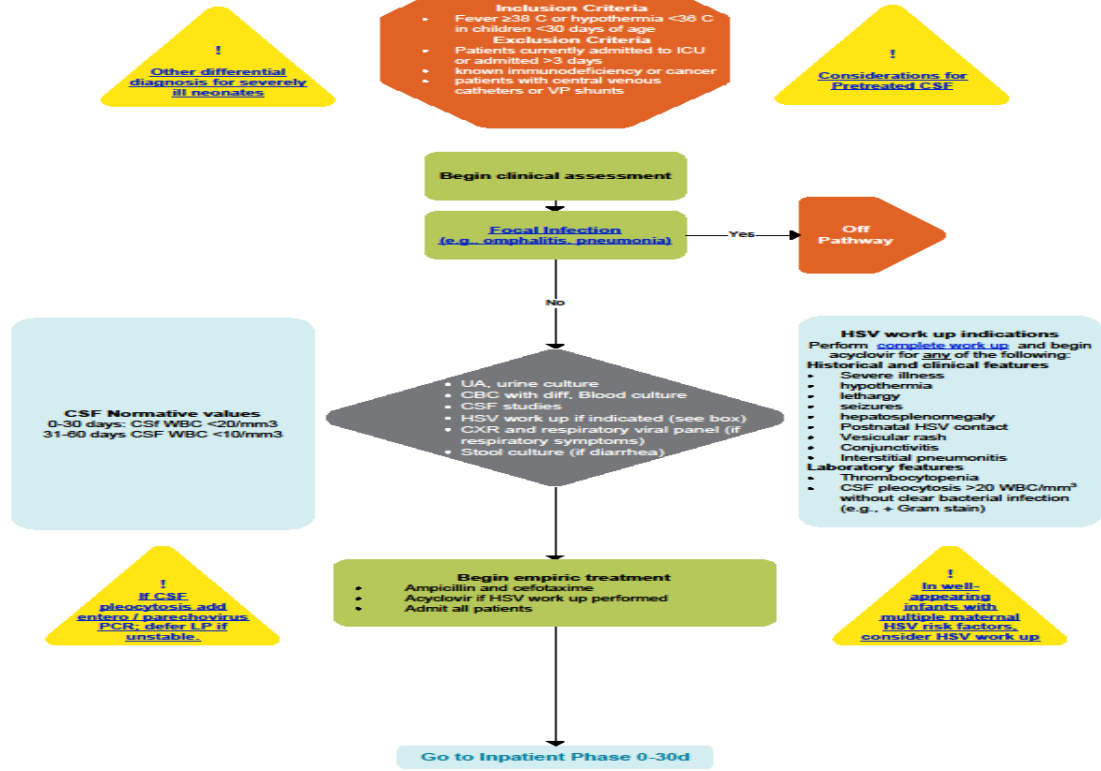 Inclusion Criteria
• Fever ≥38 C or hypothermia <36 C
in children <30 days of age
Exclusion Criteria
• Patients currently admitted to ICU
or admitted >3 days
• known immunodeficiency or cancer
• patients with central venous
catheters or VP shunts
!
Other differential
diagnosis for severely
ill neonates
!
Considerations for
Pretreated CSF
Begin clinical assessment
Focal Infection
(e.g., omphalitis, pneumonia)
Yes
Off
Pathway
No
CSF Normative values
0-30 days: CSf WBC <20/mm3
31-60 days CSF WBC <10/mm3
• UA, urine culture
• CBC with diff, Blood culture
• CSF studies
• HSV work up if indicated (see box)
• CXR and respiratory viral panel (if
respiratory symptoms)
• Stool culture (if diarrhea)
HSV work up indications
Perform complete work up and begin
acyclovir for any of the following:
Historical and clinical features
• Severe illness
• hypothermia
• lethargy
• seizures
• hepatosplenomegaly
• Postnatal HSV contact
• Vesicular rash
• Conjunctivitis
• Interstitial pneumonitis
Laboratory features
• Thrombocytopenia
• CSF pleocytosis >20 WBC/mm³
without clear bacterial infection
(e.g., + Gram stain)
!
If CSF
pleocytosis add
entero / parechovirus
PCR; defer LP if
unstable.
Begin empiric treatment
• Ampicillin and cefotaxime
• Acyclovir if HSV work up performed
• Admit all patients
!
In well-
appearing
infants with
multiple maternal
HSV risk factors,
consider HSV work up
Go to Inpatient Phase 0-30d